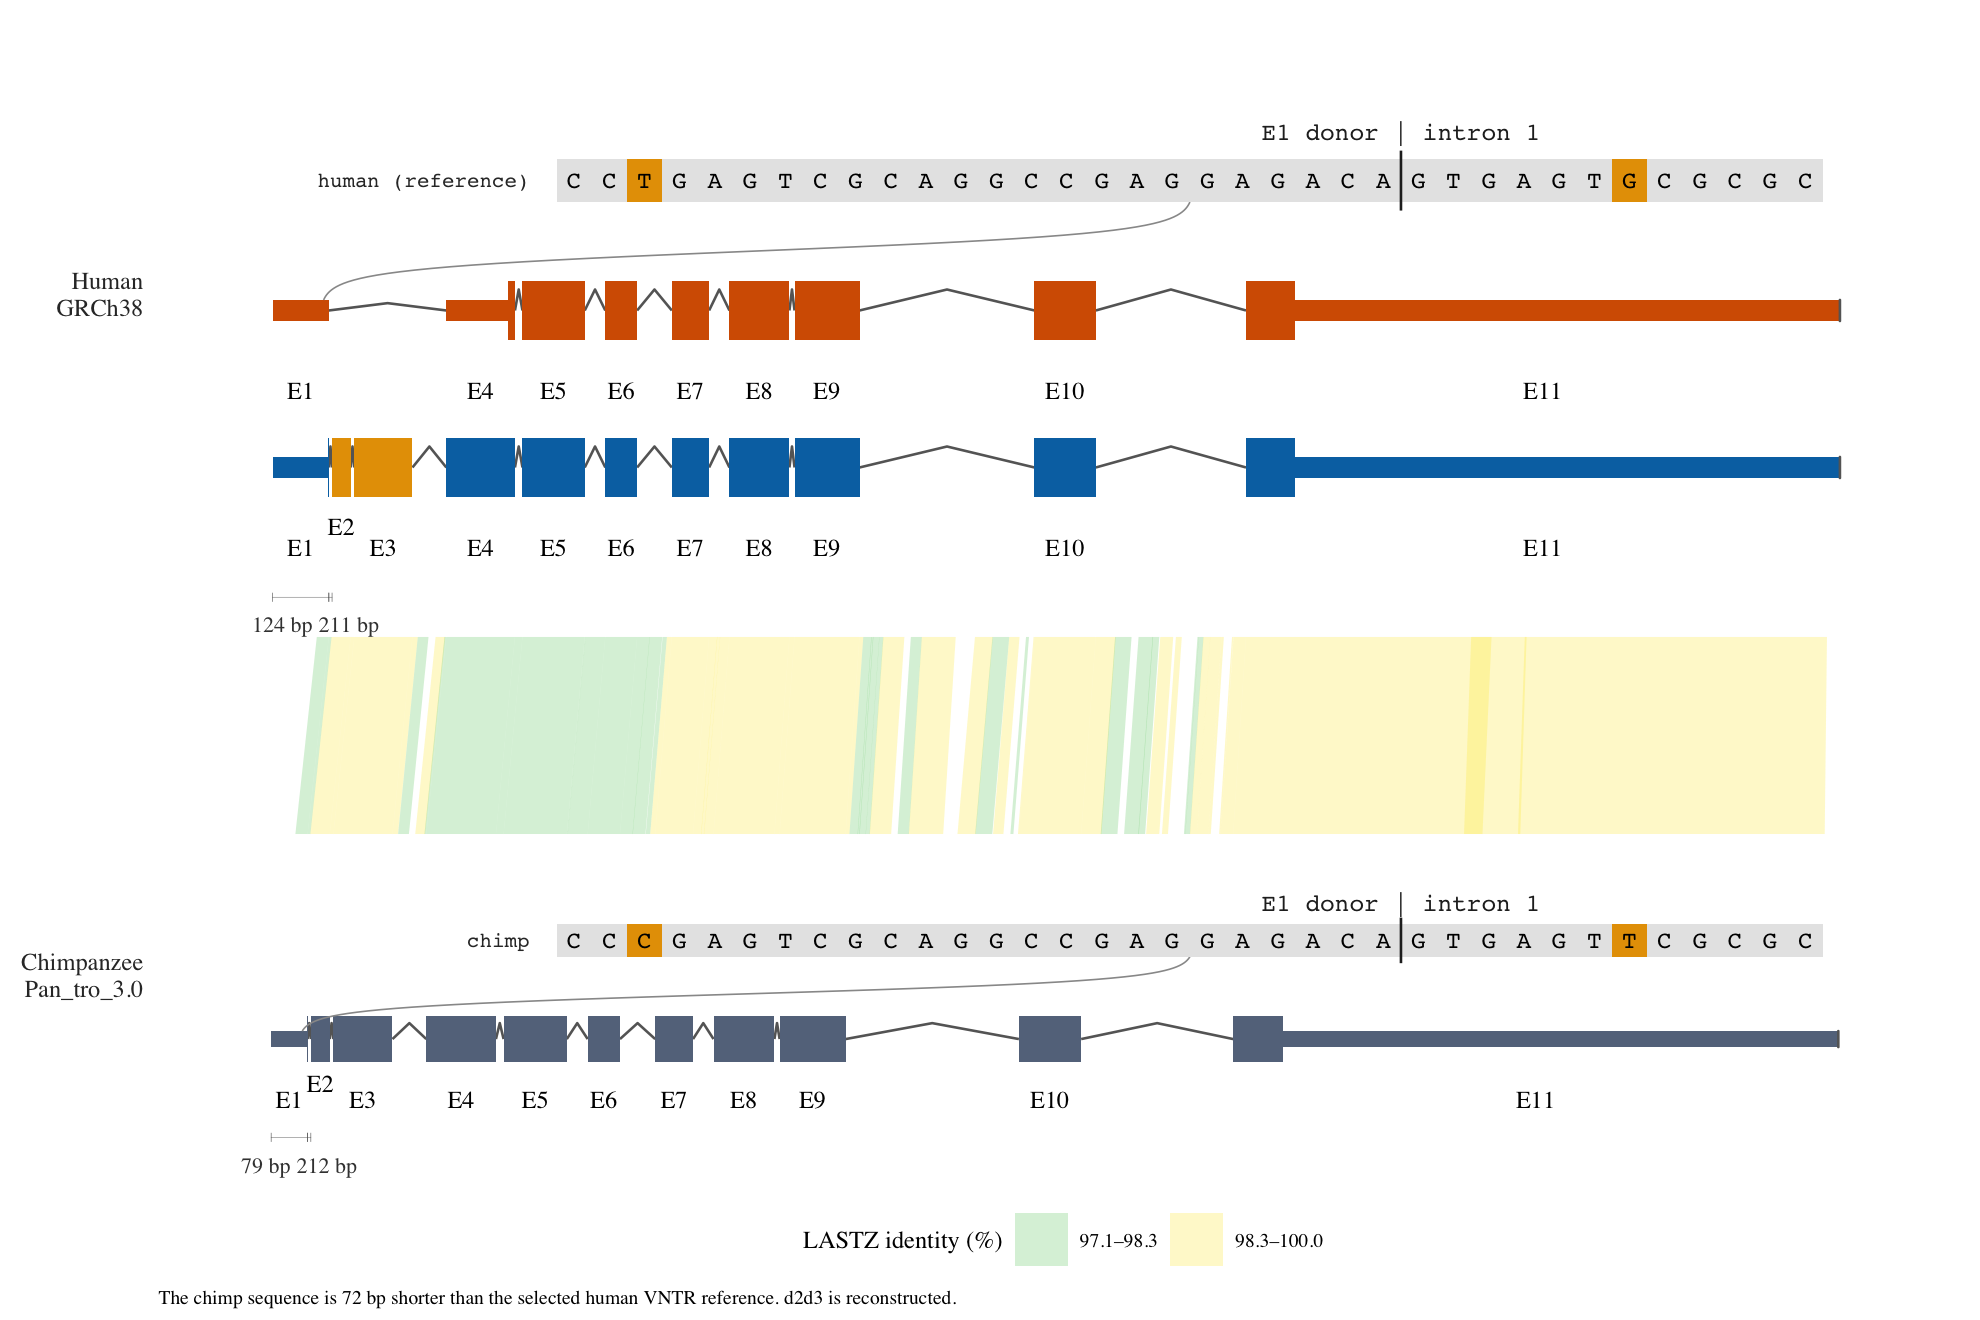 E1 donor | intron 1
human (reference) C C T G A G T C G C A G G C C G A G G A G A C A G T G A G T G C G C G C
Human
GRCh38
E1 E4 E5 E6 E7 E8 E9 E10 E11
E2
E1 E3 E4 E5 E6 E7 E8 E9 E10 E11
124 bp 211 bp
E1 donor | intron 1
chimp C C C G A G T C G C A G G C C G A G G A G A C A G T G A G T T C G C G C
Chimpanzee
Pan_tro_3.0
E2
E1 E3 E4 E5 E6 E7 E8 E9 E10 E11
79 bp 212 bp
LASTZ identity (%) 97.1–98.3 98.3–100.0
The chimp sequence is 72 bp shorter than the selected human VNTR reference. d2d3 is reconstructed.